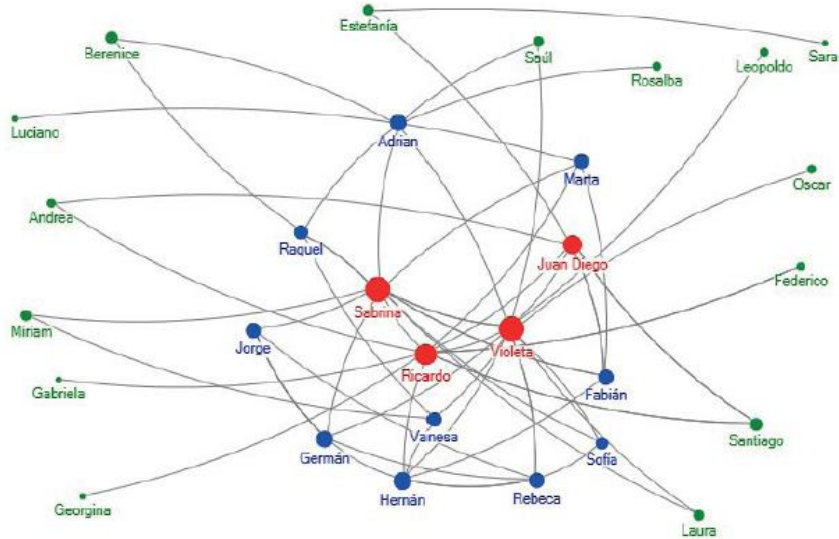 Estefanía
Berenice
Saúl
Sara
Leopoldo
Rosalba
Luciano
Adrian
Marta
Oscar
Andrea
Raquel
Juan Diego
Federico
Sabrina
Miriam
Jorge
Violeta
Ricardo
Gabriela
Fabián
Vanesa
Santiago
Germán
Sofía
Hernán
Rebeca
Georgina
Laura